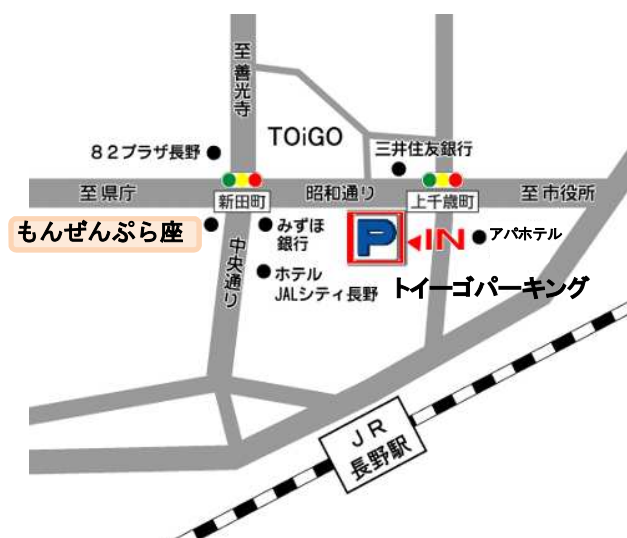 至善光寺
TOiGO
82プラザ長野
三井住友銀行
至県庁
新田町
昭和通り
上千歳町
至市役所
もんぜんぷら座
みずほ
銀行
P
IN
アパホテル
中央通り
ホテル
JALシティ長野
トイーゴパーキング
JR
長野駅